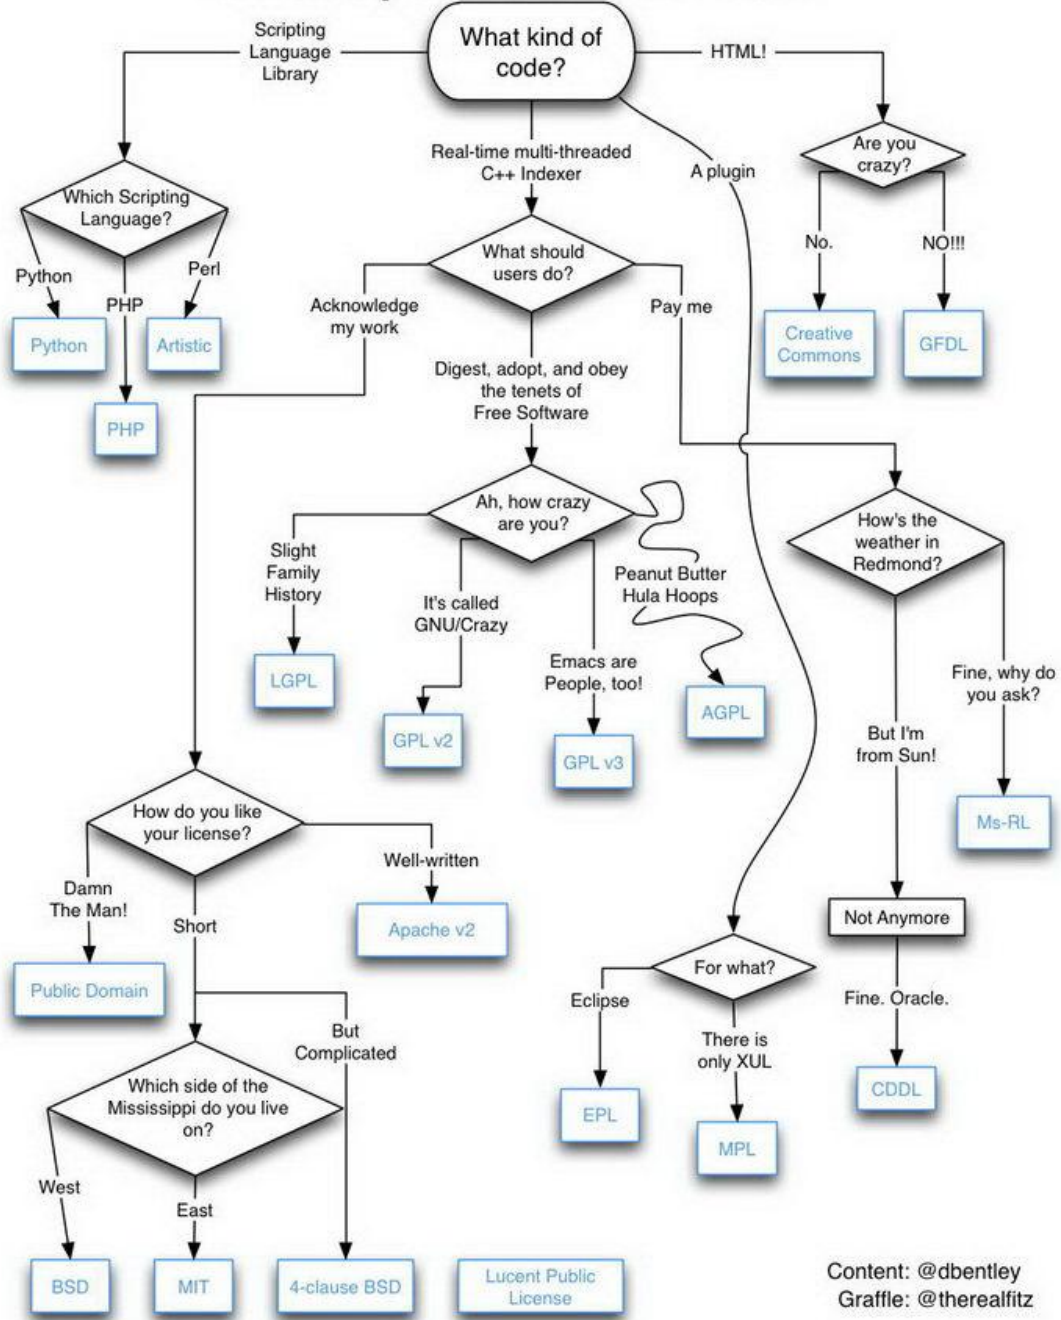 What kind of
code?
Scripting
Language
Library
HTML!
Real-time multi-threaded
C++ Indexer
A plugin
Are you
crazy?
Which Scripting
Language?
What should
users do?
No.
NO!!!
Python
PHP
Perl
Acknowledge
my work
Pay me
Python
Artistic
Creative
Commons
GFDL
PHP
Digest, adopt, and obey
the tenets of
Free Software
Ah, how crazy
are you?
How's the
weather in
Redmond?
Slight
Family
History
It's called
GNU/Crazy
Peanut Butter
Hula Hoops
Emacs are
People, too!
LGPL
GPL v2
GPL v3
AGPL
Fine, why do
you ask?
But I'm
from Sun!
Ms-RL
How do you like
your license?
Damn
The Man!
Short
Well-written
Apache v2
Public Domain
Not Anymore
For what?
Eclipse
There is
only XUL
Fine. Oracle.
EPL
MPL
CDDL
But
Complicated
Which side of the
Mississippi do you live
on?
West
East
BSD
MIT
4-clause BSD
Lucent Public
License
Content: @dbentley
Graffle: @therealfitz